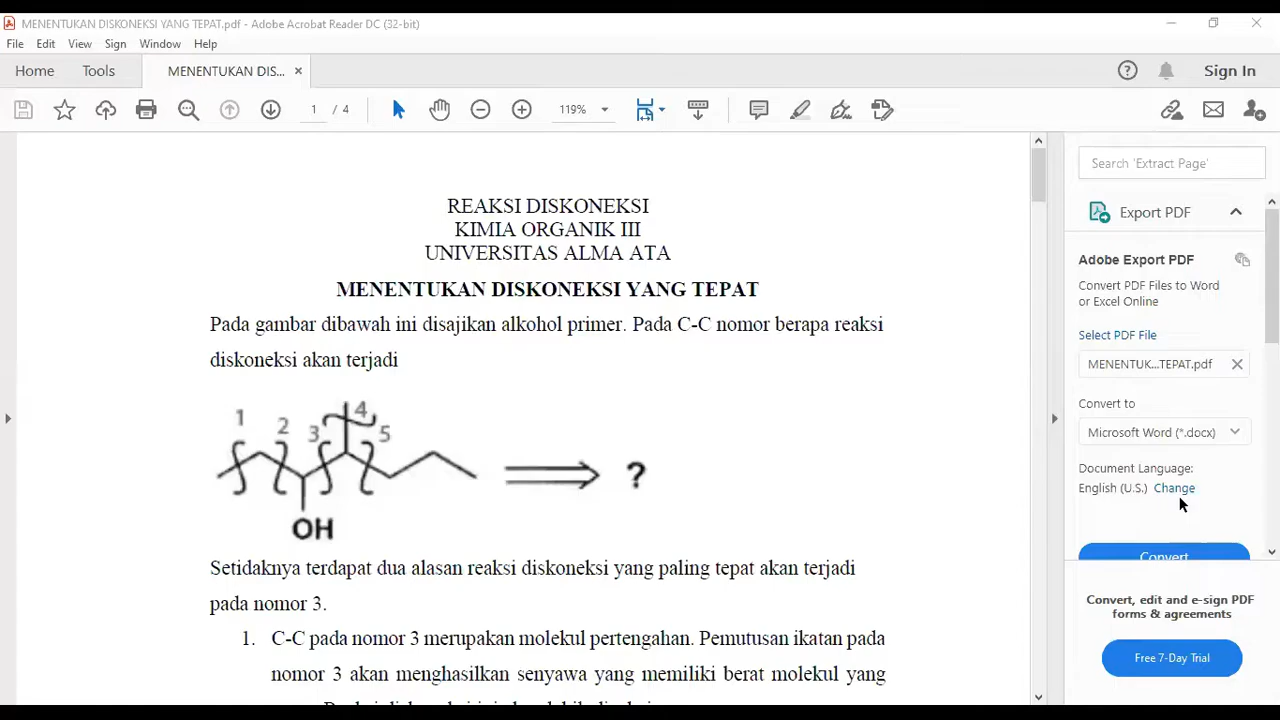 MENENTUKAN DISKONEKSI YANG TEPAT.pdf - Adobe Acrobat Reader DC (32-bit)
File Edit View Sign Window Help
Home Tools MENENTUKAN DIS... × Sign In
1 / 4 119%
Search 'Extract Page'
Export PDF
Adobe Export PDF
Convert PDF Files to Word
or Excel Online
Select PDF File
MENENTUK...TEPAT.pdf
Convert to
Microsoft Word (*.docx)
Document Language:
English (U.S.) Change
Convert
Convert, edit and e-sign PDF
forms & agreements
Free 7-Day Trial
REAKSI DISKONEKSI
KIMIA ORGANIK III
UNIVERSITAS ALMA ATA
MENENTUKAN DISKONEKSI YANG TEPAT
Pada gambar dibawah ini disajikan alkohol primer. Pada C-C nomor berapa reaksi
diskoneksi akan terjadi
1 2 3 4 5
OH
?
Setidaknya terdapat dua alasan reaksi diskoneksi yang paling tepat akan terjadi
pada nomor 3.
1. C-C pada nomor 3 merupakan molekul pertengahan. Pemutusan ikatan pada
nomor 3 akan menghasilkan senyawa yang memiliki berat molekul yang